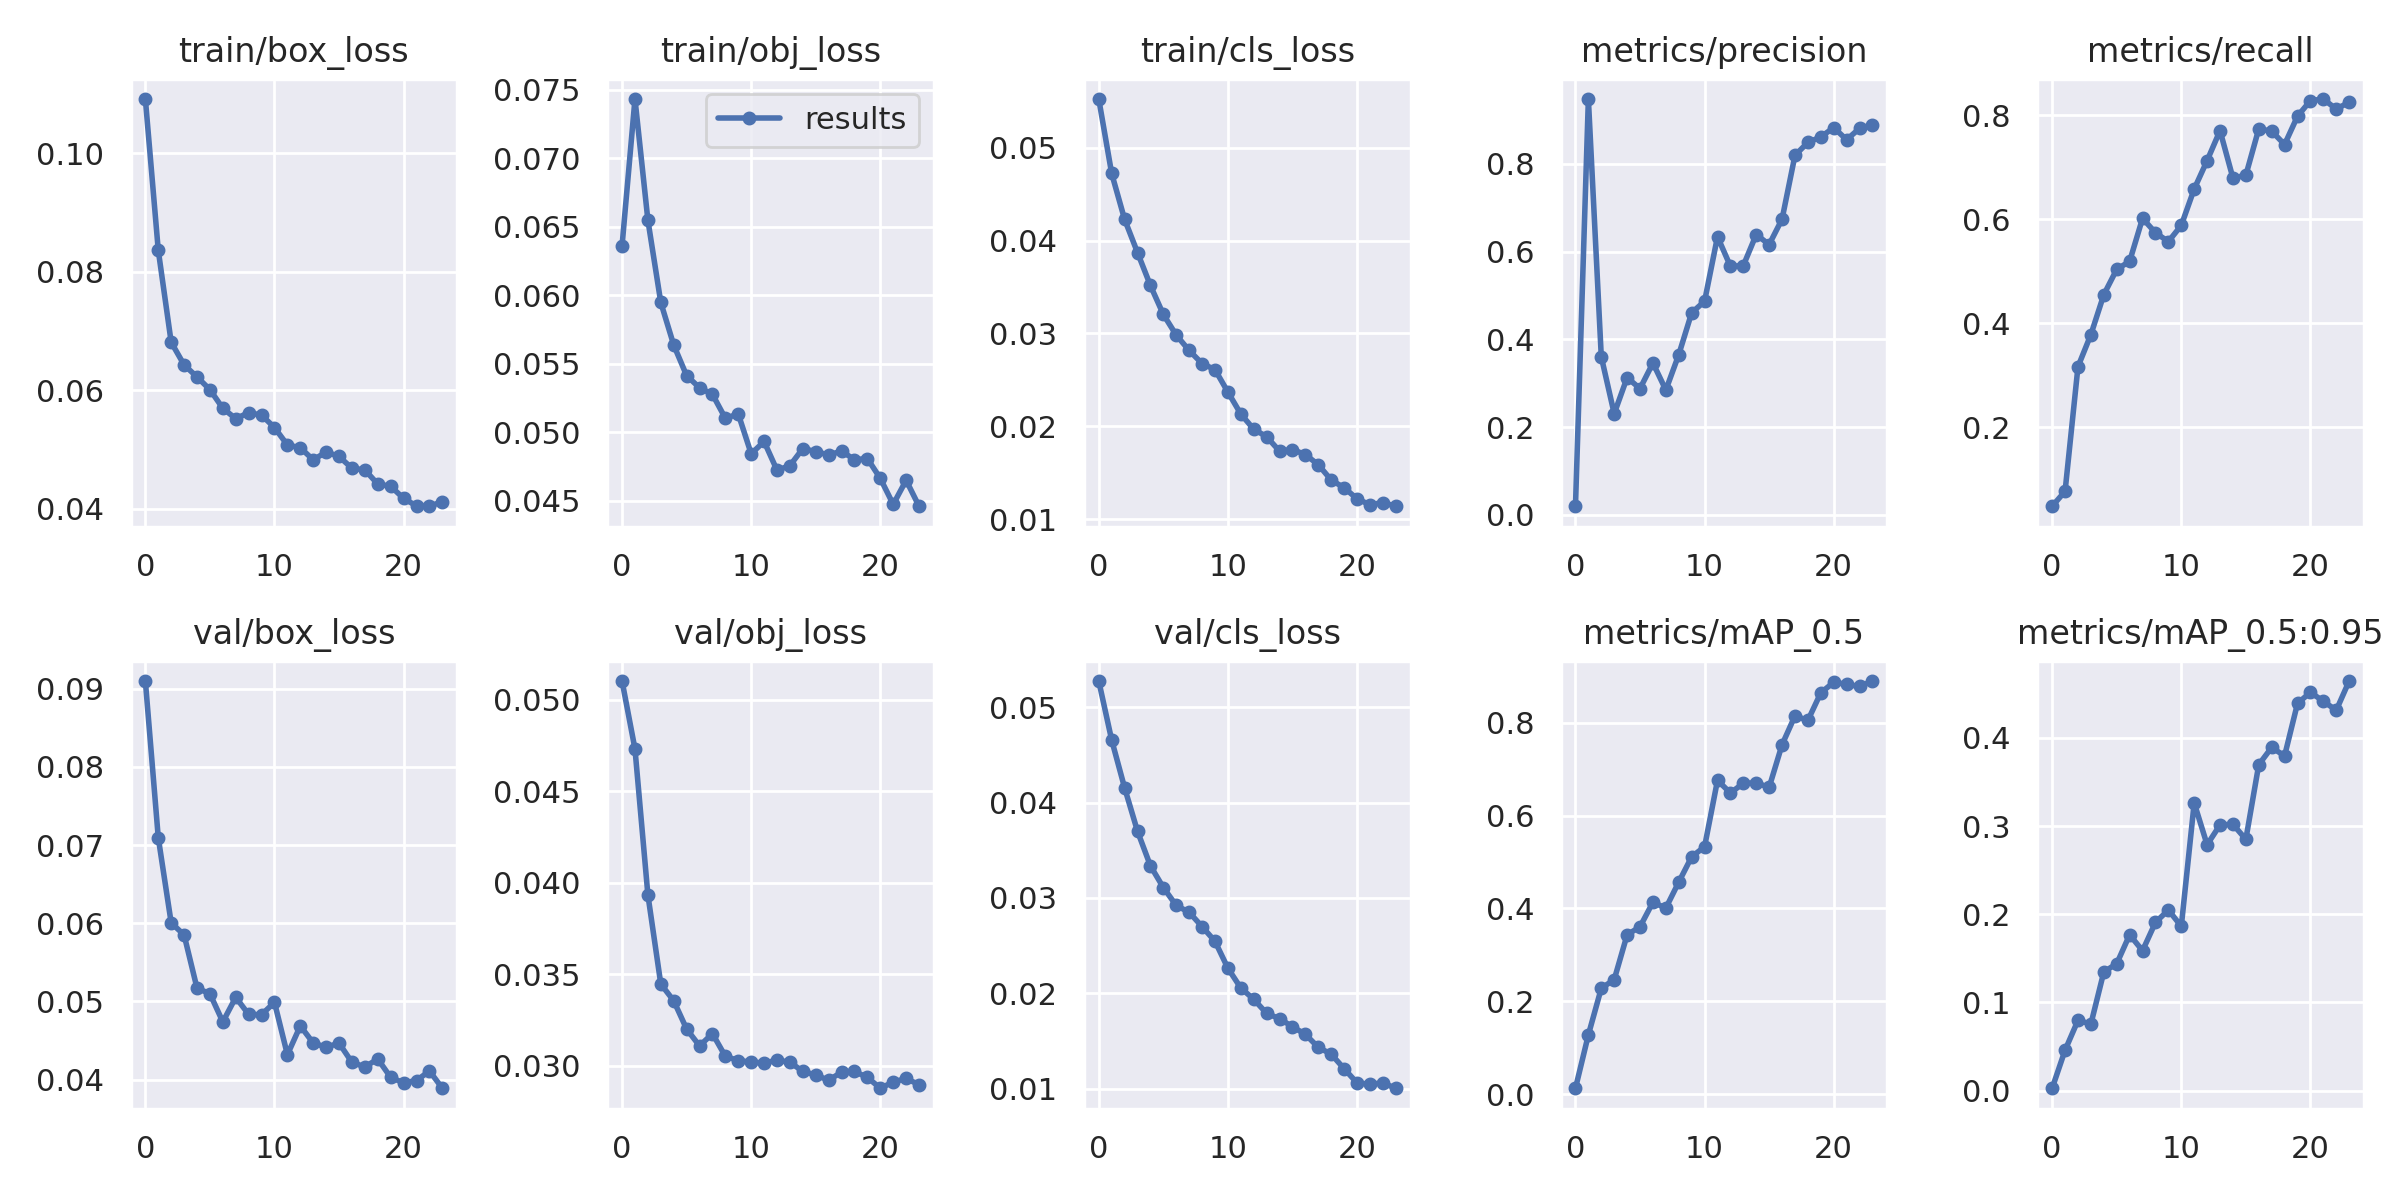 train/box_loss
0.10
0.08
0.06
0.04
0 10 20
train/obj_loss
results
0.075
0.070
0.065
0.060
0.055
0.050
0.045
0 10 20
train/cls_loss
0.05
0.04
0.03
0.02
0.01
0 10 20
metrics/precision
0.8
0.6
0.4
0.2
0.0
0 10 20
metrics/recall
0.8
0.6
0.4
0.2
0 10 20
val/box_loss
0.09
0.08
0.07
0.06
0.05
0.04
0 10 20
val/obj_loss
0.050
0.045
0.040
0.035
0.030
0 10 20
val/cls_loss
0.05
0.04
0.03
0.02
0.01
0 10 20
metrics/mAP_0.5
0.8
0.6
0.4
0.2
0.0
0 10 20
metrics/mAP_0.5:0.95
0.4
0.3
0.2
0.1
0.0
0 10 20